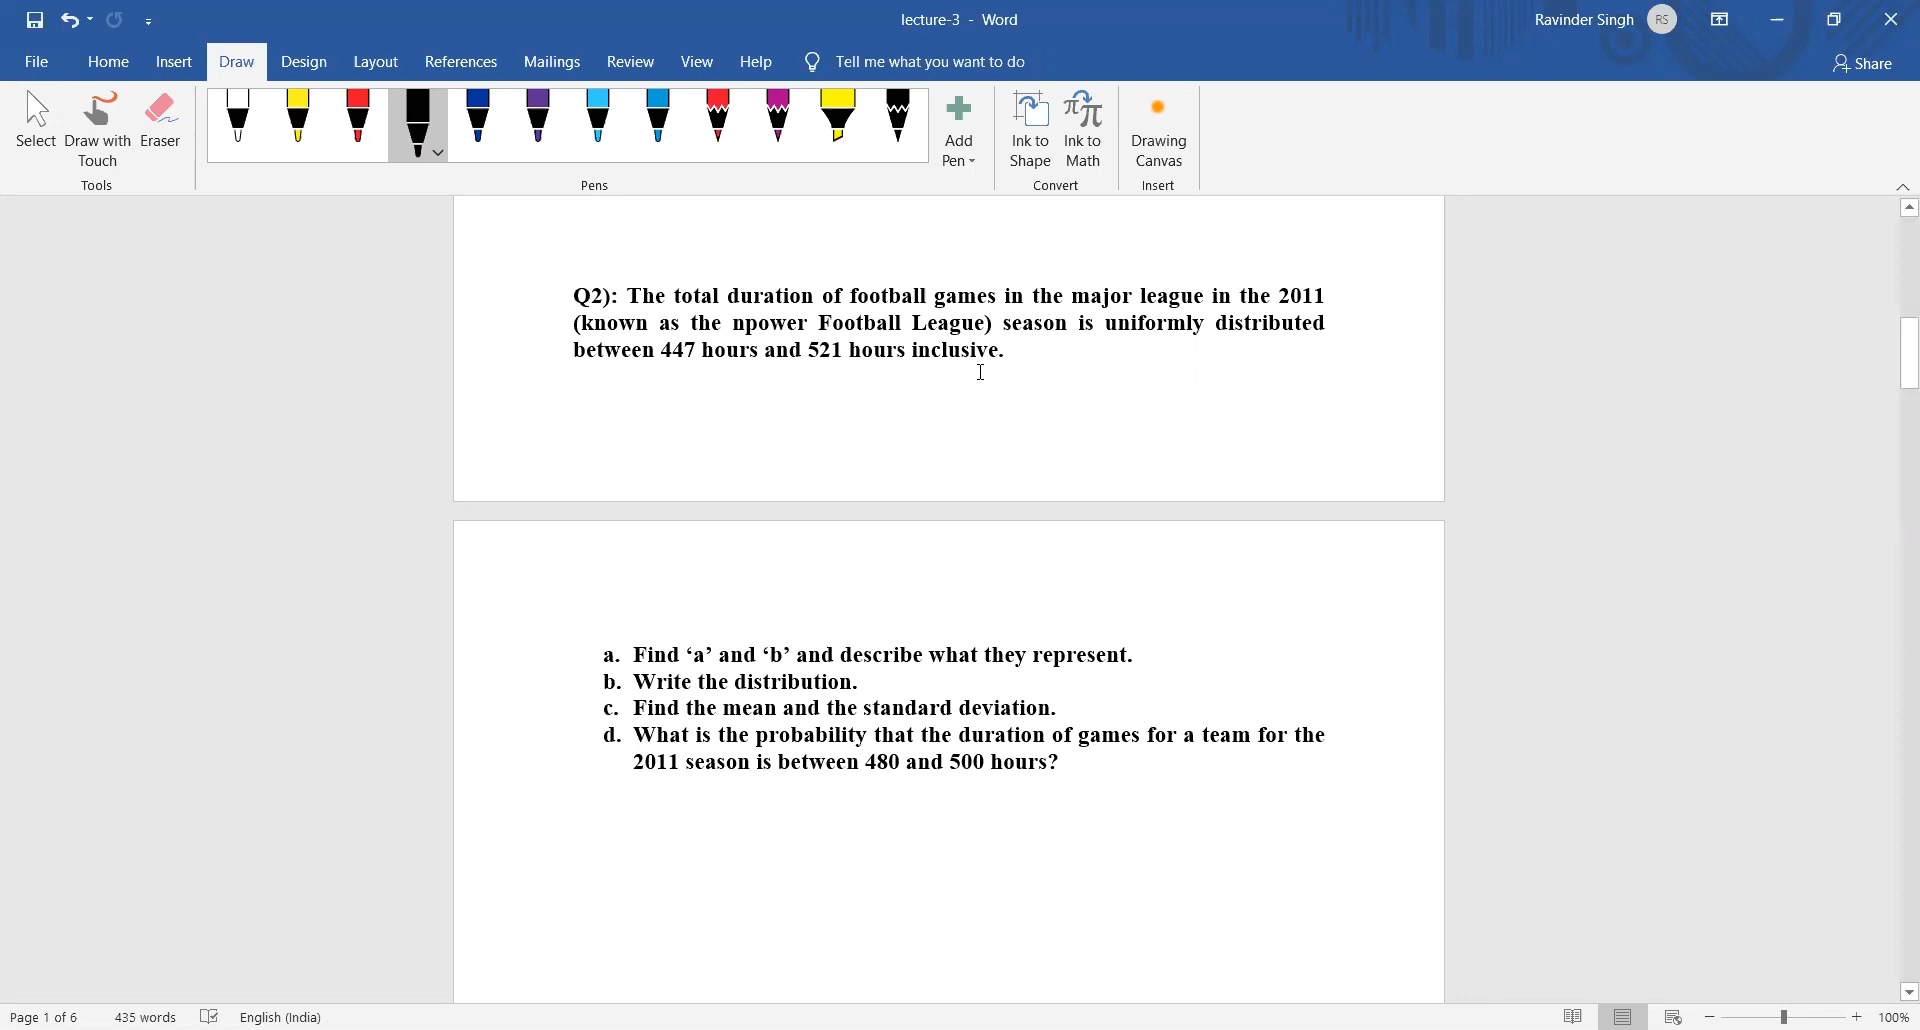 lecture-3 - Word
Ravinder Singh RS
File Home Insert Draw Design Layout References Mailings Review View Help Tell me what you want to do Share
Select Draw with Touch Eraser
Tools
Pens
Add Pen
Ink to Shape Ink to Math
Convert
Drawing Canvas
Insert
Q2): The total duration of football games in the major league in the 2011
(known as the npower Football League) season is uniformly distributed
between 447 hours and 521 hours inclusive.
a. Find ‘a’ and ‘b’ and describe what they represent.
b. Write the distribution.
c. Find the mean and the standard deviation.
d. What is the probability that the duration of games for a team for the
2011 season is between 480 and 500 hours?
Page 1 of 6 435 words English (India) 100%